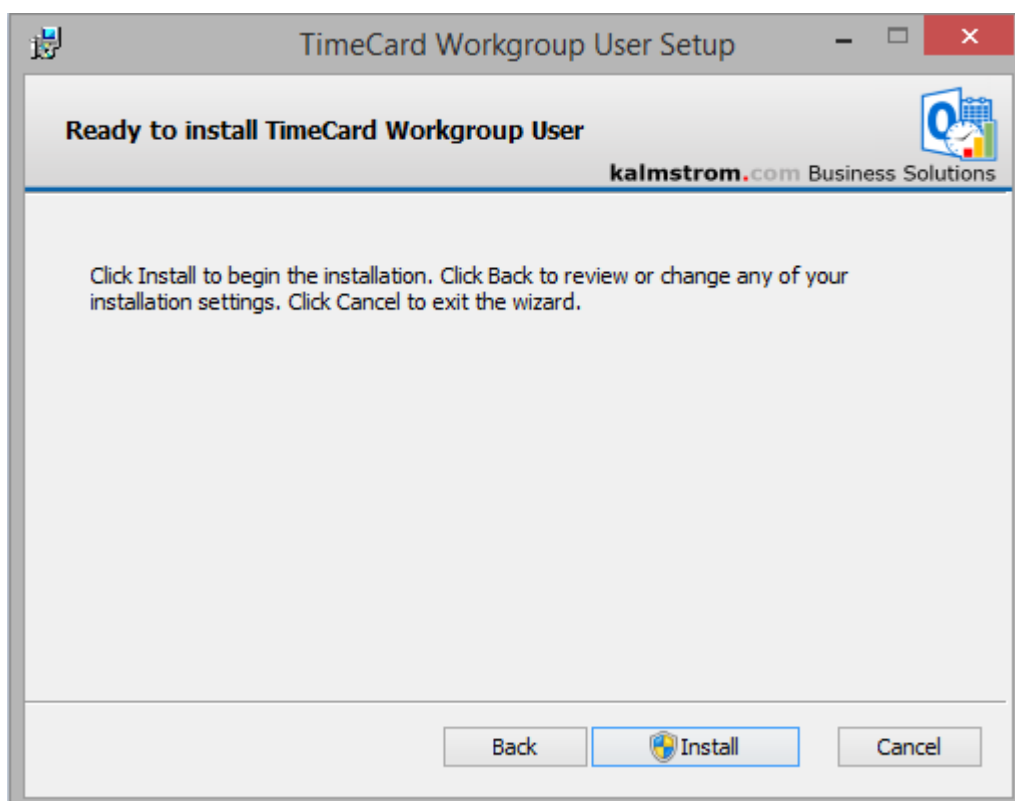 TimeCard Workgroup User Setup
Ready to install TimeCard Workgroup User
kalmstrom.com Business Solutions
Click Install to begin the installation. Click Back to review or change any of your
installation settings. Click Cancel to exit the wizard.
Back Install Cancel